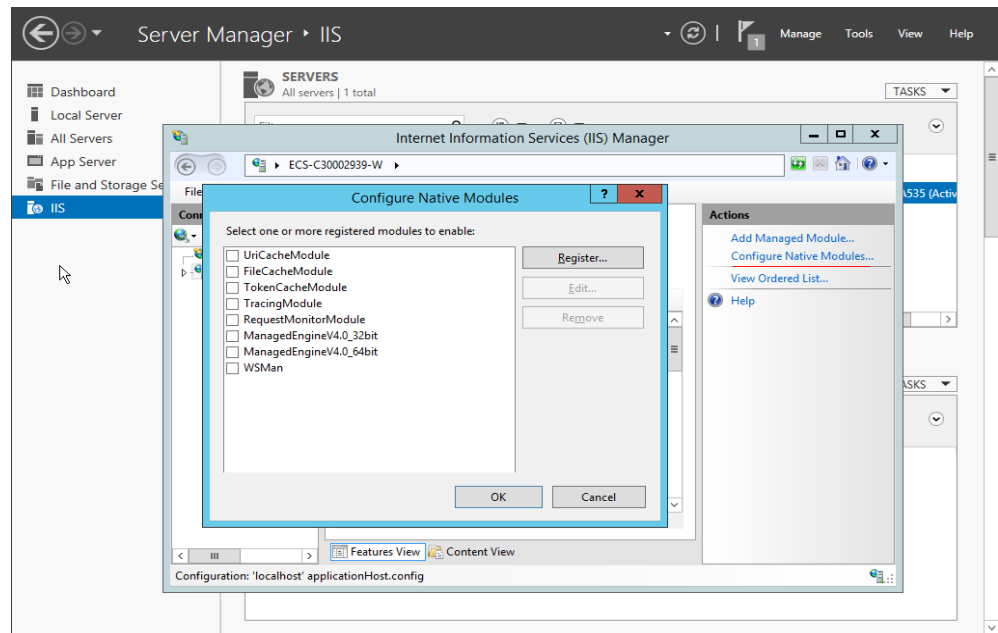 Server Manager ‣ IIS
1
Manage Tools View Help
Dashboard
Local Server
All Servers
App Server
File and Storage Se
IIS
SERVERS
All servers | 1 total
TASKS
Internet Information Services (IIS) Manager
ECS-C30002939-W
File
Configure Native Modules
Select one or more registered modules to enable:
UriCacheModule
FileCacheModule
TokenCacheModule
TracingModule
RequestMonitorModule
ManagedEngineV4.0_32bit
ManagedEngineV4.0_64bit
WSMan
Register...
Edit...
Remove
OK
Cancel
Conn
Actions
Add Managed Module...
Configure Native Modules...
View Ordered List...
Help
A535 (Activ
ASKS
Features View
Content View
Configuration: 'localhost' applicationHost.config